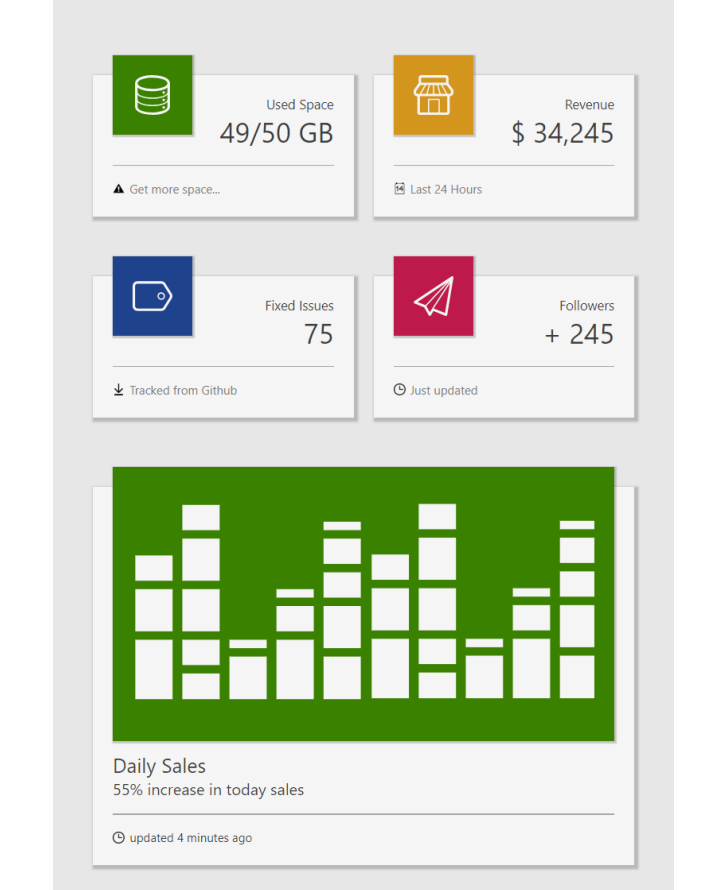 Used Space
49/50 GB
Get more space...
Revenue
$ 34,245
14 Last 24 Hours
Fixed Issues
75
Tracked from Github
Followers
+ 245
Just updated
Daily Sales
55% increase in today sales
updated 4 minutes ago